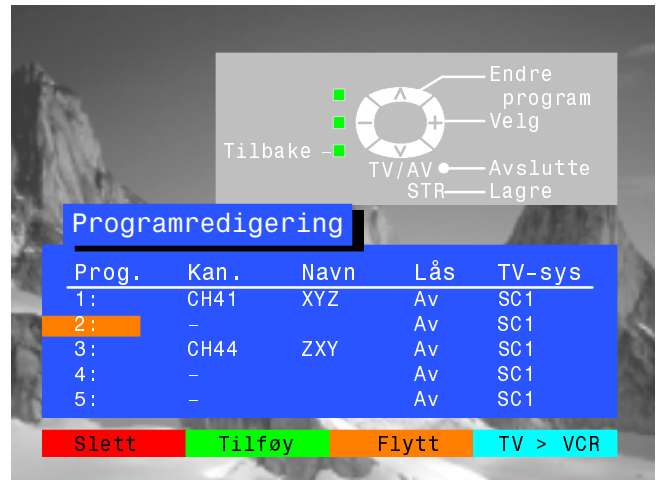 Endre
program
Velg
Tilbake –
TV/AV
Avslutte
STR
Lagre
Programredigering
Prog. Kan. Navn Lås TV-sys
1: CH41 XYZ Av SC1
2: – Av SC1
3: CH44 ZXY Av SC1
4: – Av SC1
5: – Av SC1
Slett Tilføy Flytt TV > VCR